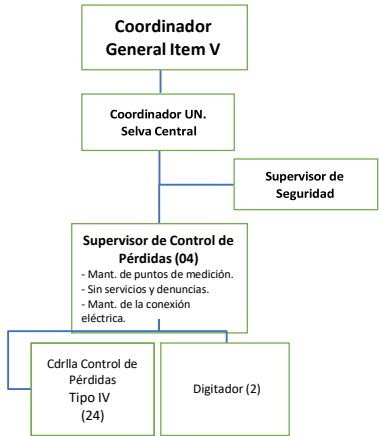 Coordinador
General Item V
Coordinador UN.
Selva Central
Supervisor de
Seguridad
Supervisor de Control de
Pérdidas (04)
- Mant. de puntos de medición.
- Sin servicios y denuncias.
- Mant. de la conexión
eléctrica.
Cdrlla Control de
Pérdidas
Tipo IV
(24)
Digitador (2)